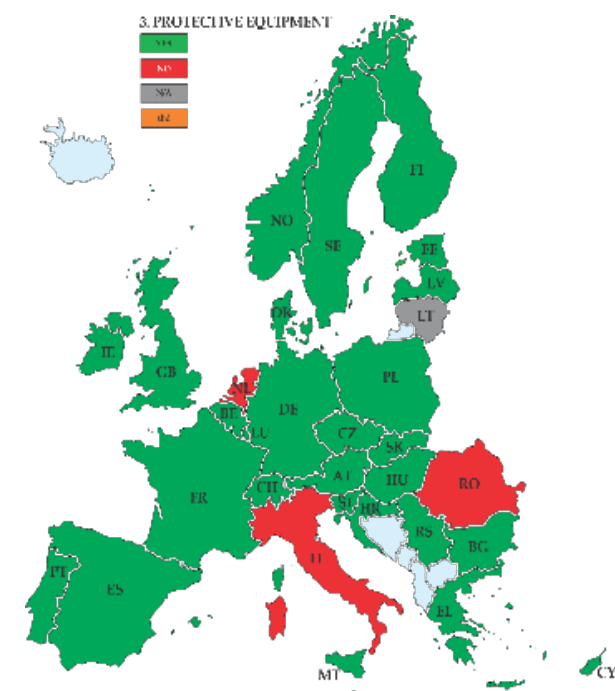 3. PROTECTIVE EQUIPMENT
YES
NO
N/A
NO
FI
SE
EE
LV
LT
DK
IE
GB
NL
PL
BE
DE
LU
CZ
SK
AT
HU
CH
RO
FR
SI
HR
RS
BG
IT
PT
ES
EL
MT
CY